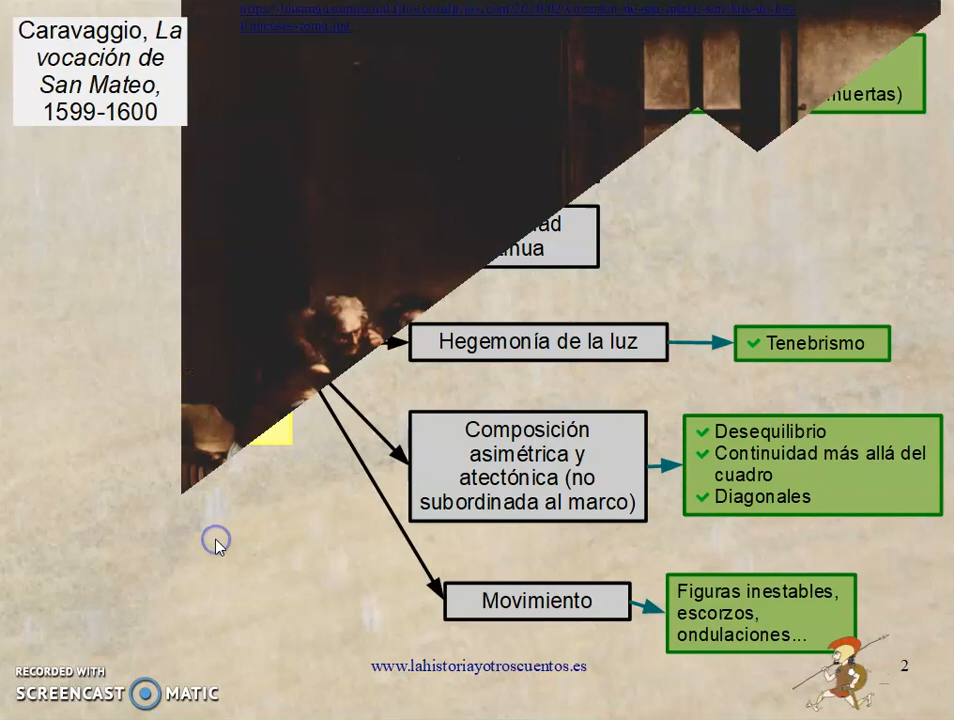 Caravaggio, La
vocación de
San Mateo,
1599-1600
muertas)
Hegemonía de la luz
Tenebrismo
Composición
asimétrica y
atectónica (no
subordinada al marco)
Desequilibrio
Continuidad más allá del
cuadro
Diagonales
Movimiento
Figuras inestables,
escorzos,
ondulaciones...
www.lahistoriayotroscuentos.es
2
RECORDED WITH
SCREENCAST MATIC